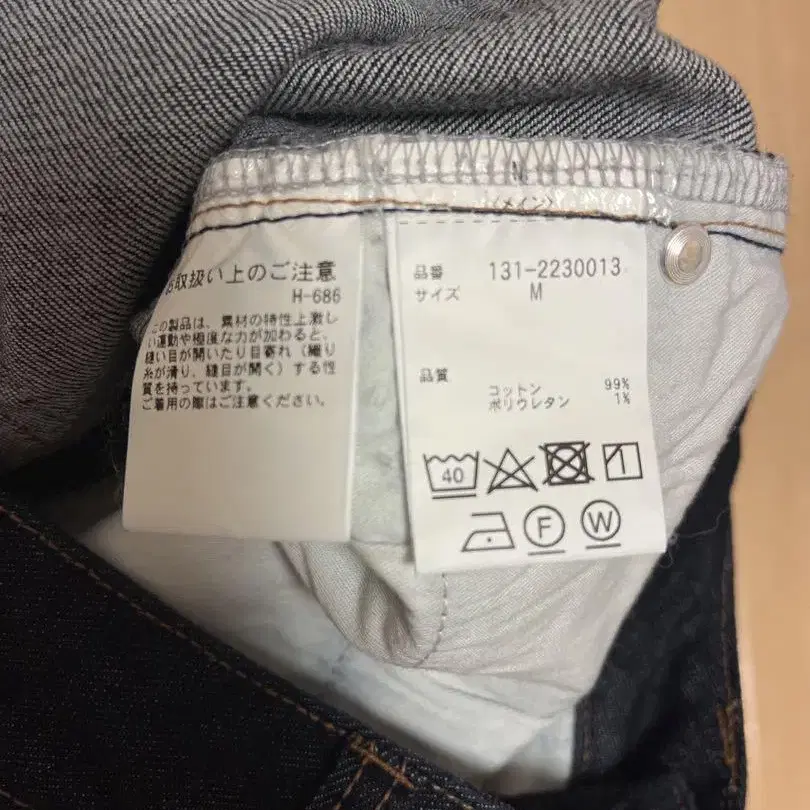 お取扱い上のご注意
H-686
この製品は、素材の特性上激し
い運動や極度な力が加わると、
縫い目が開いたり目寄れ（織り
糸が滑り、縫目が開く）する性
質を持っています。
ご着用の際はご注意ください。
〈メイン〉
品番 131-2230013
サイズ M
品質
コットン 99%
ポリウレタン 1%
40
F W